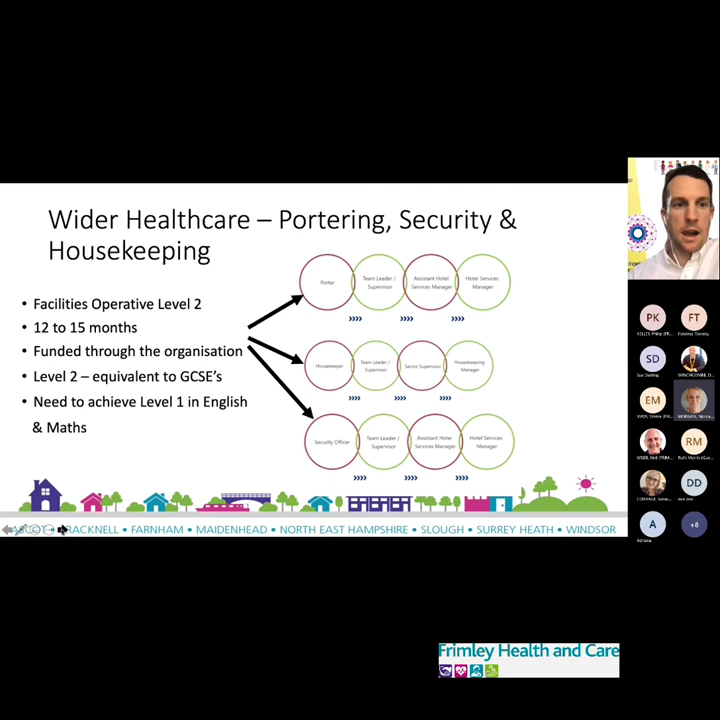 Wider Healthcare – Portering, Security &
Housekeeping
• Facilities Operative Level 2
• 12 to 15 months
• Funded through the organisation
• Level 2 – equivalent to GCSE's
• Need to achieve Level 1 in English
& Maths
Porter
Team Leader /
Supervisor
Assistant Hotel
Services Manager
Hotel Services
Manager
Housekeeper
Team Leader /
Supervisor
Senior Supervisor
Housekeeping
Manager
Security Officer
Team Leader /
Supervisor
Assistant Hotel
Services Manager
Hotel Services
Manager
RACKNELL • FARNHAM • MAIDENHEAD • NORTH EAST HAMPSHIRE • SLOUGH • SURREY HEATH • WINDSOR
PK
FT
SD
EM
RM
DD
A
+8
Frimley Health and Care